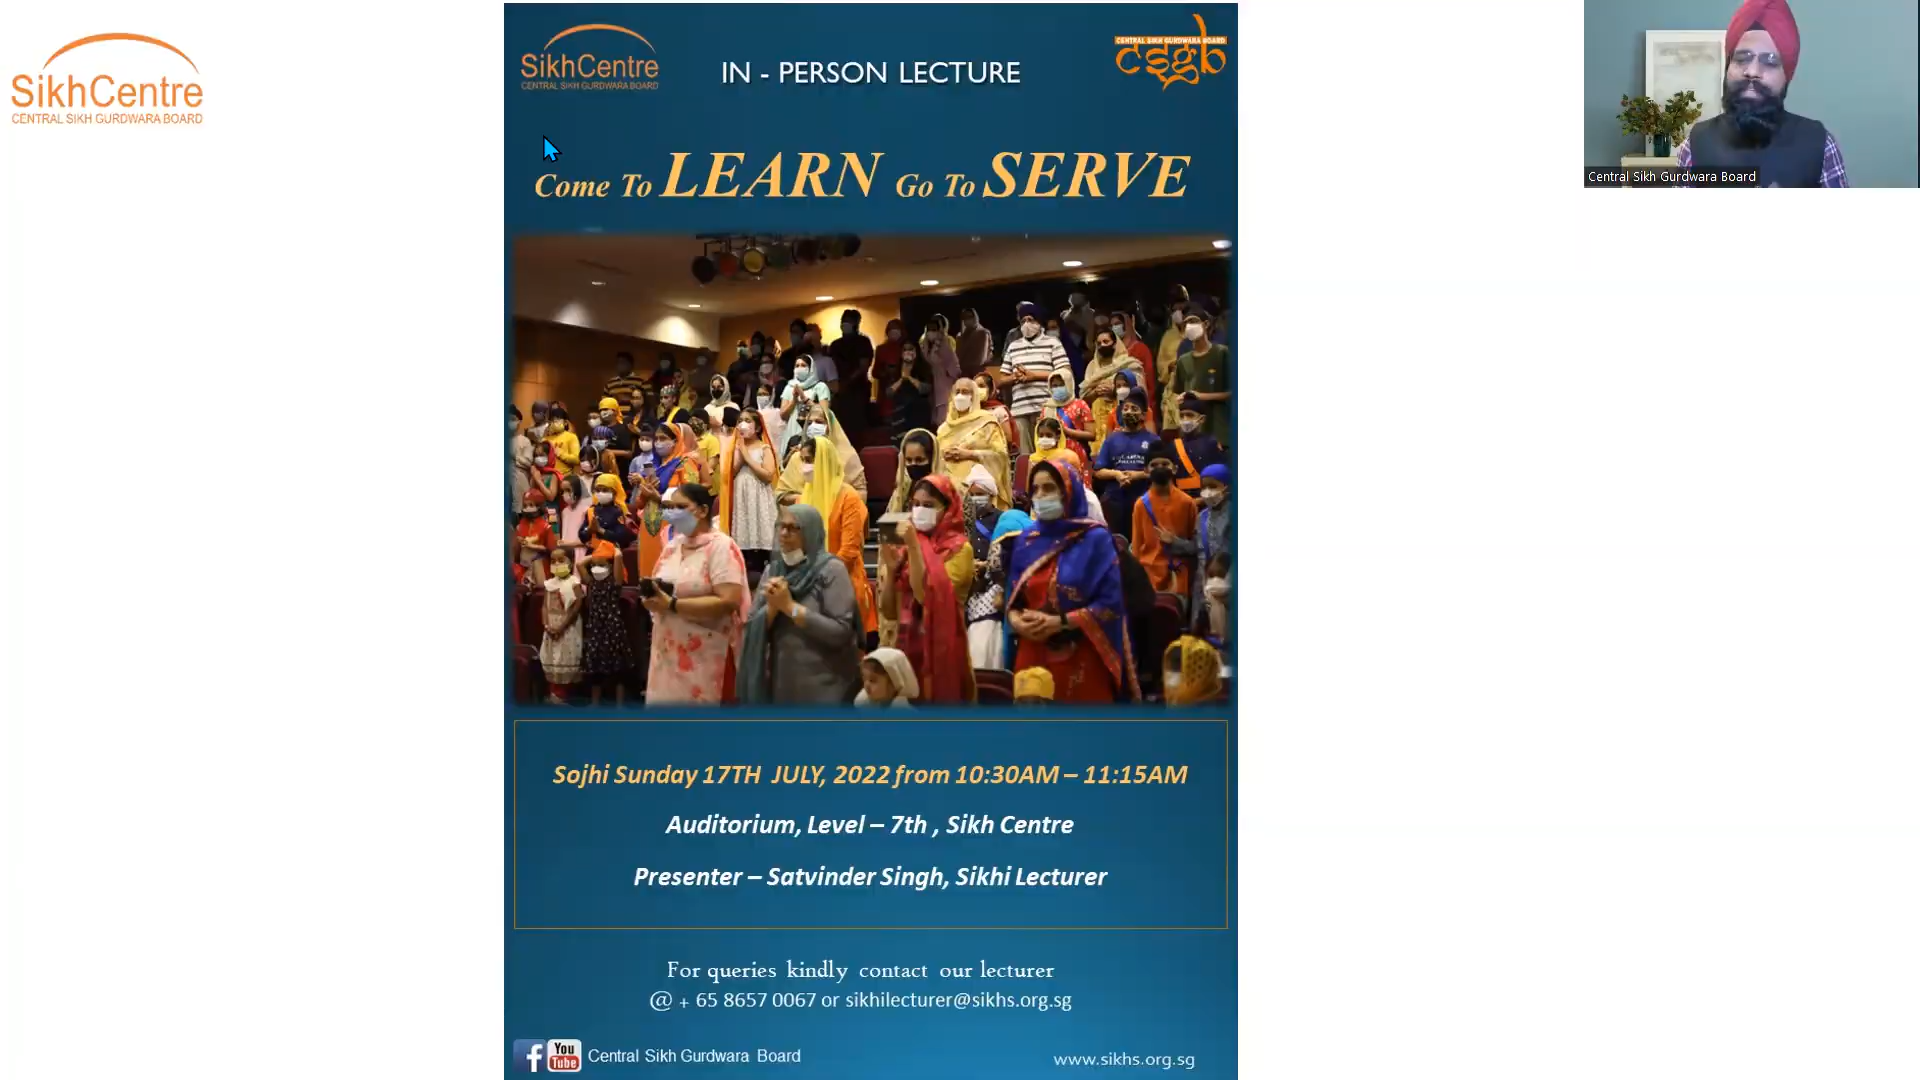 SikhCentre
CENTRAL SIKH GURDWARA BOARD
SikhCentre
CENTRAL SIKH GURDWARA BOARD
IN - PERSON LECTURE
CENTRAL SIKH GURDWARA BOARD
csgb
Come To LEARN Go To SERVE
Central Sikh Gurdwara Board
Sojhi Sunday 17TH JULY, 2022 from 10:30AM – 11:15AM
Auditorium, Level – 7th , Sikh Centre
Presenter – Satvinder Singh, Sikhi Lecturer
For queries kindly contact our lecturer
@ + 65 8657 0067 or sikhilecturer@sikhs.org.sg
f You Tube Central Sikh Gurdwara Board
www.sikhs.org.sg